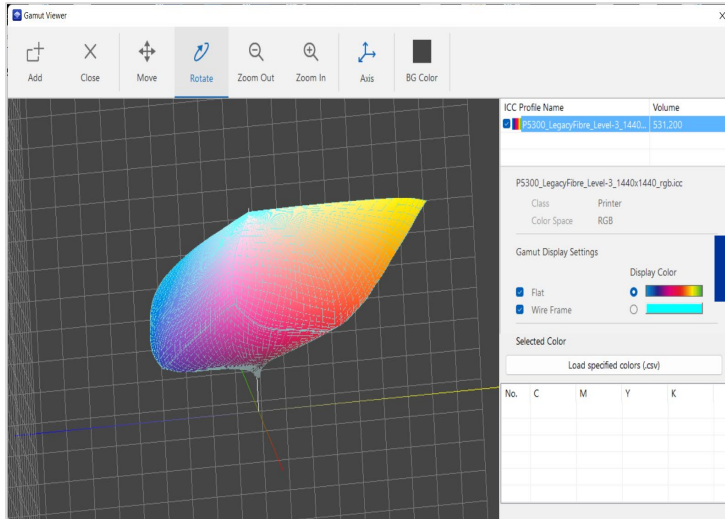 Gamut Viewer
Add
Close
Move
Rotate
Zoom Out
Zoom In
Axis
BG Color
ICC Profile Name Volume
P5300_LegacyFibre_Level-3_1440... 531.200
P5300_LegacyFibre_Level-3_1440x1440_rgb.icc
Class Printer
Color Space RGB
Gamut Display Settings
Display Color
Flat
Wire Frame
Selected Color
Load specified colors (.csv)
No. C M Y K